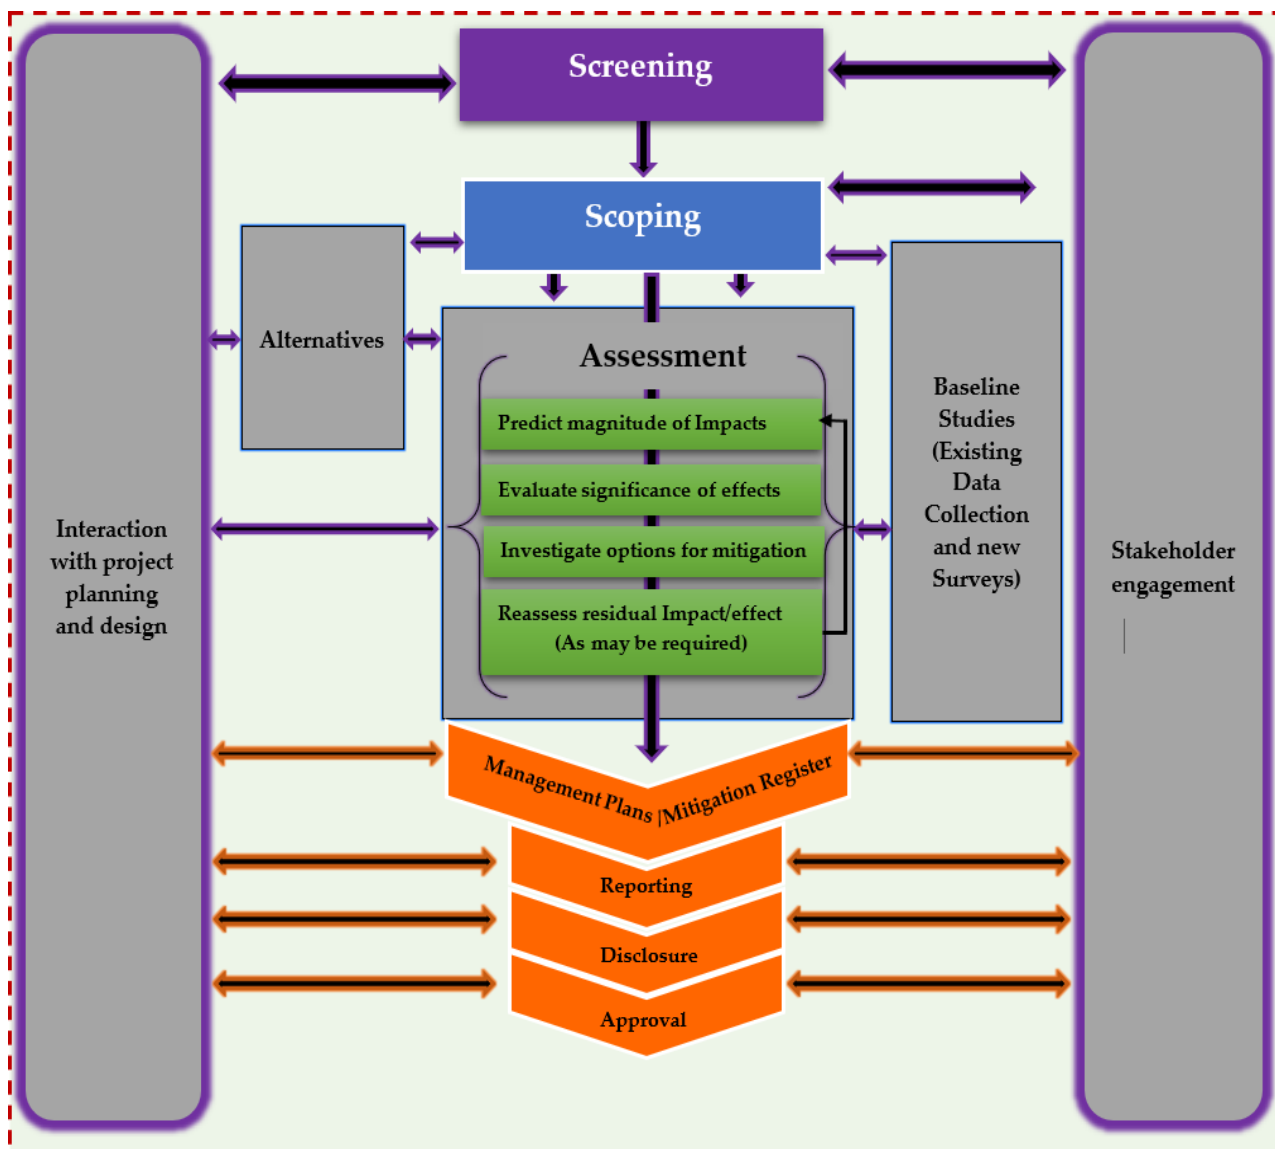 Screening
Scoping
Alternatives
Assessment
Predict magnitude of Impacts
Evaluate significance of effects
Investigate options for mitigation
Reassess residual Impact/effect
(As may be required)
Baseline
Studies
(Existing
Data
Collection
and new
Surveys)
Interaction
with project
planning
and design
Stakeholder
engagement
Management Plans /Mitigation Register
Reporting
Disclosure
Approval